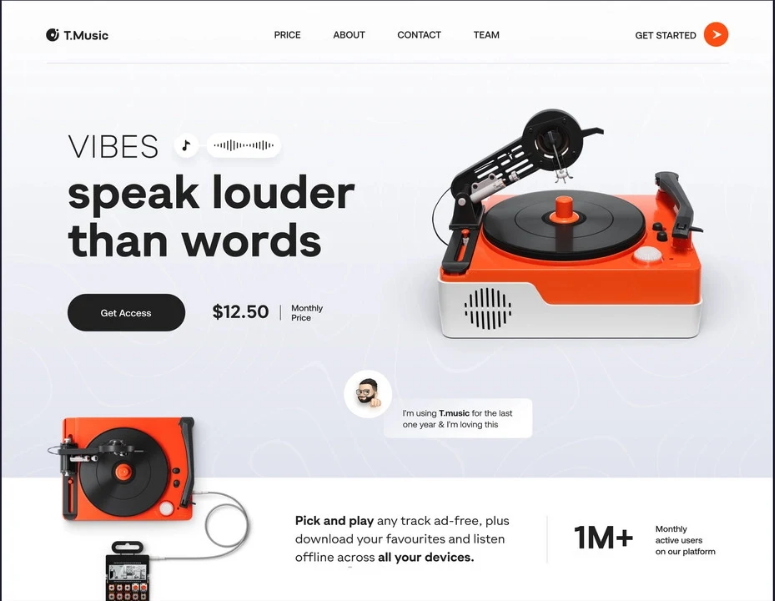 T.Music
PRICE
ABOUT
CONTACT
TEAM
GET STARTED
VIBES
speak louder
than words
Get Access
$12.50
Monthly
Price
I'm using T.music for the last
one year & I'm loving this
Pick and play any track ad-free, plus
download your favourites and listen
offline across all your devices.
1M+
Monthly
active users
on our platform